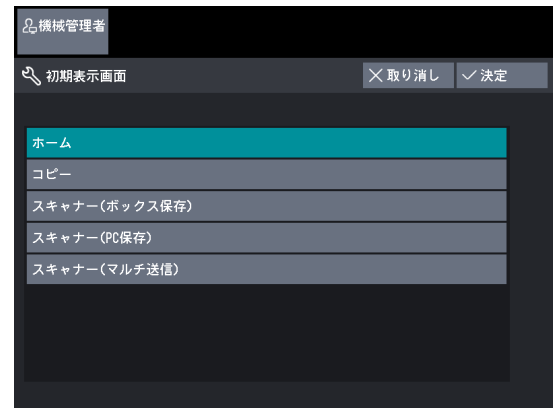 機械管理者
初期表示画面 取り消し 決定
ホーム
コピー
スキャナー(ボックス保存)
スキャナー(PC保存)
スキャナー(マルチ送信)